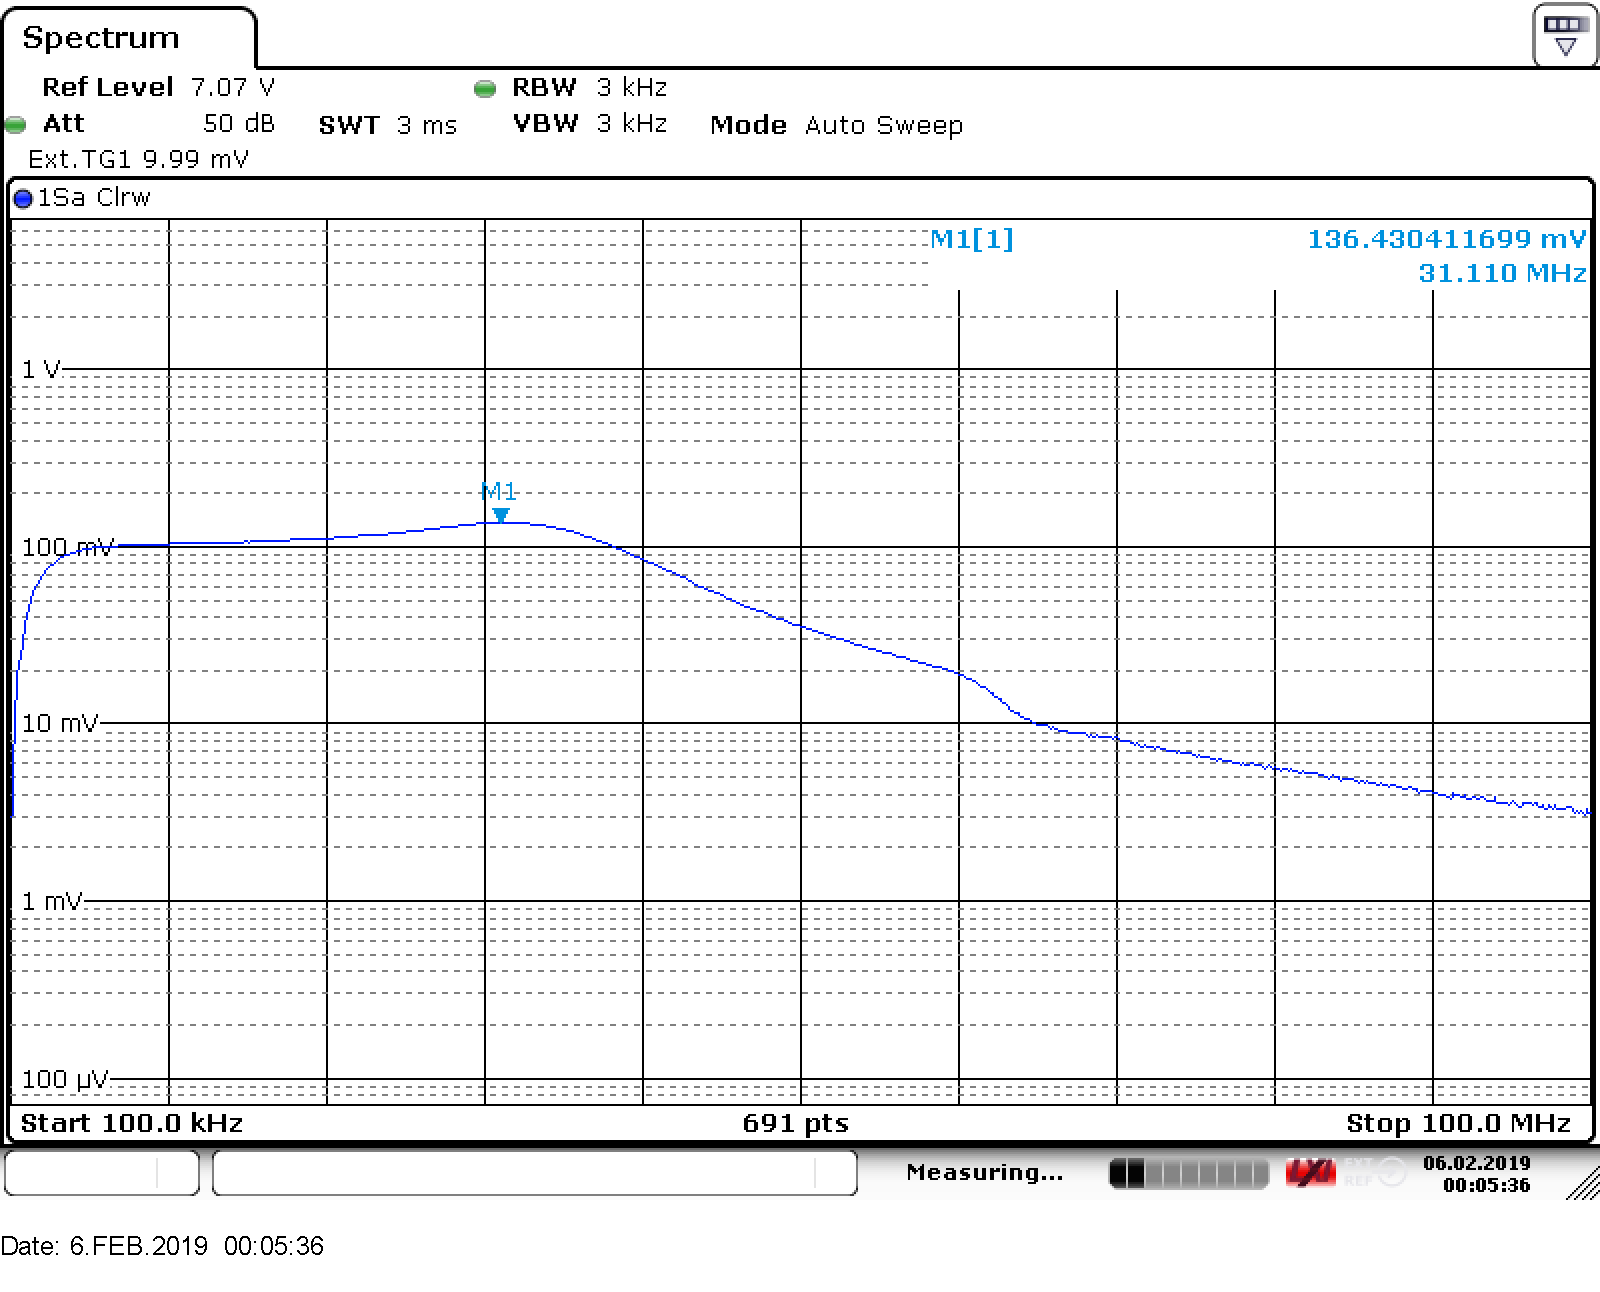 Spectrum
Ref Level 7.07 V RBW 3 kHz
Att 50 dB SWT 3 ms VBW 3 kHz Mode Auto Sweep
Ext.TG1 9.99 mV
1Sa Clrw
M1[1] 136.430411699 mV
31.110 MHz
1 V
M1
100 mV
10 mV
1 mV
100 µV
Start 100.0 kHz 691 pts Stop 100.0 MHz
Measuring... LXI EXT REF 06.02.2019
00:05:36
Date: 6.FEB.2019 00:05:36